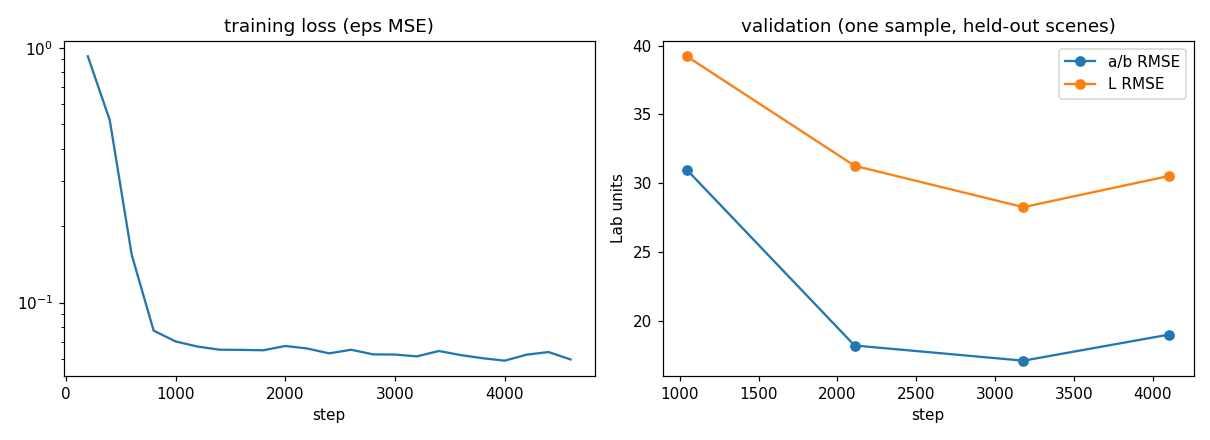 training loss (eps MSE)
10⁰
10⁻¹
0 1000 2000 3000 4000
step
validation (one sample, held-out scenes)
a/b RMSE
L RMSE
Lab units
40
35
30
25
20
1000 1500 2000 2500 3000 3500 4000
step